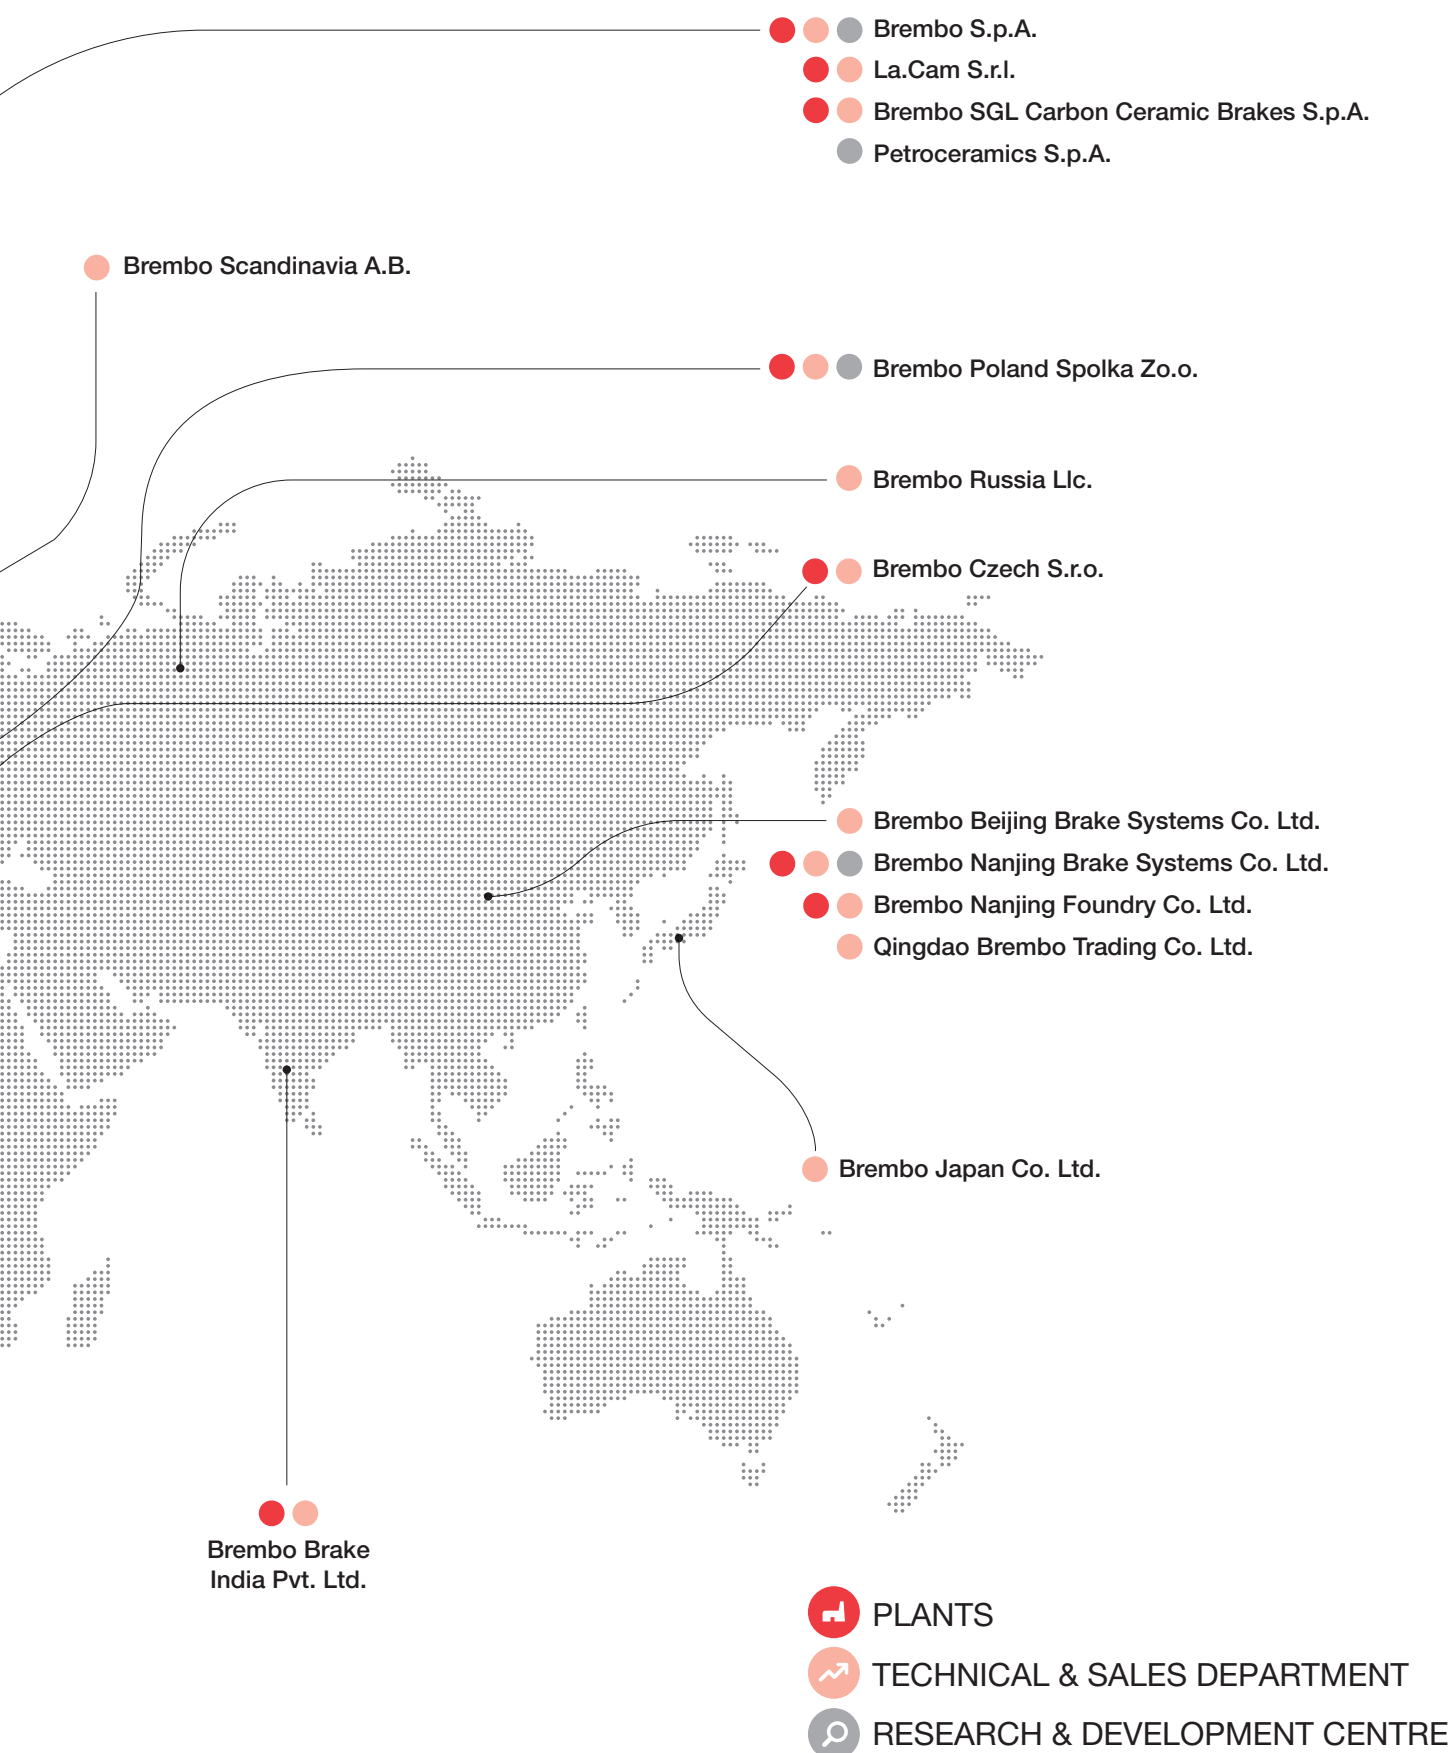 Brembo S.p.A.
La.Cam S.r.l.
Brembo SGL Carbon Ceramic Brakes S.p.A.
Petroceramics S.p.A.
Brembo Scandinavia A.B.
Brembo Poland Spolka Zo.o.
Brembo Russia Llc.
Brembo Czech S.r.o.
Brembo Beijing Brake Systems Co. Ltd.
Brembo Nanjing Brake Systems Co. Ltd.
Brembo Nanjing Foundry Co. Ltd.
Qingdao Brembo Trading Co. Ltd.
Brembo Japan Co. Ltd.
Brembo Brake
India Pvt. Ltd.
PLANTS
TECHNICAL & SALES DEPARTMENT
RESEARCH & DEVELOPMENT CENTRE